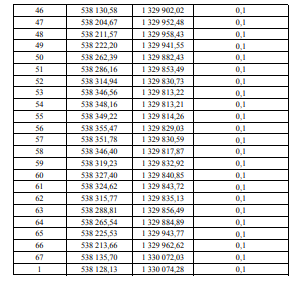 46 538 130,58 1 329 902,02 0,1
47 538 204,67 1 329 952,48 0,1
48 538 211,57 1 329 958,43 0,1
49 538 222,20 1 329 941,55 0,1
50 538 262,39 1 329 882,43 0,1
51 538 286,16 1 329 853,49 0,1
52 538 314,94 1 329 830,73 0,1
53 538 346,56 1 329 813,22 0,1
54 538 348,16 1 329 813,21 0,1
55 538 349,22 1 329 814,26 0,1
56 538 355,47 1 329 829,03 0,1
57 538 351,78 1 329 830,59 0,1
58 538 346,40 1 329 817,87 0,1
59 538 319,23 1 329 832,92 0,1
60 538 327,40 1 329 840,85 0,1
61 538 324,62 1 329 843,72 0,1
62 538 315,77 1 329 835,13 0,1
63 538 288,81 1 329 856,49 0,1
64 538 265,54 1 329 884,89 0,1
65 538 225,53 1 329 943,77 0,1
66 538 213,66 1 329 962,62 0,1
67 538 135,70 1 330 072,03 0,1
1 538 128,13 1 330 074,28 0,1